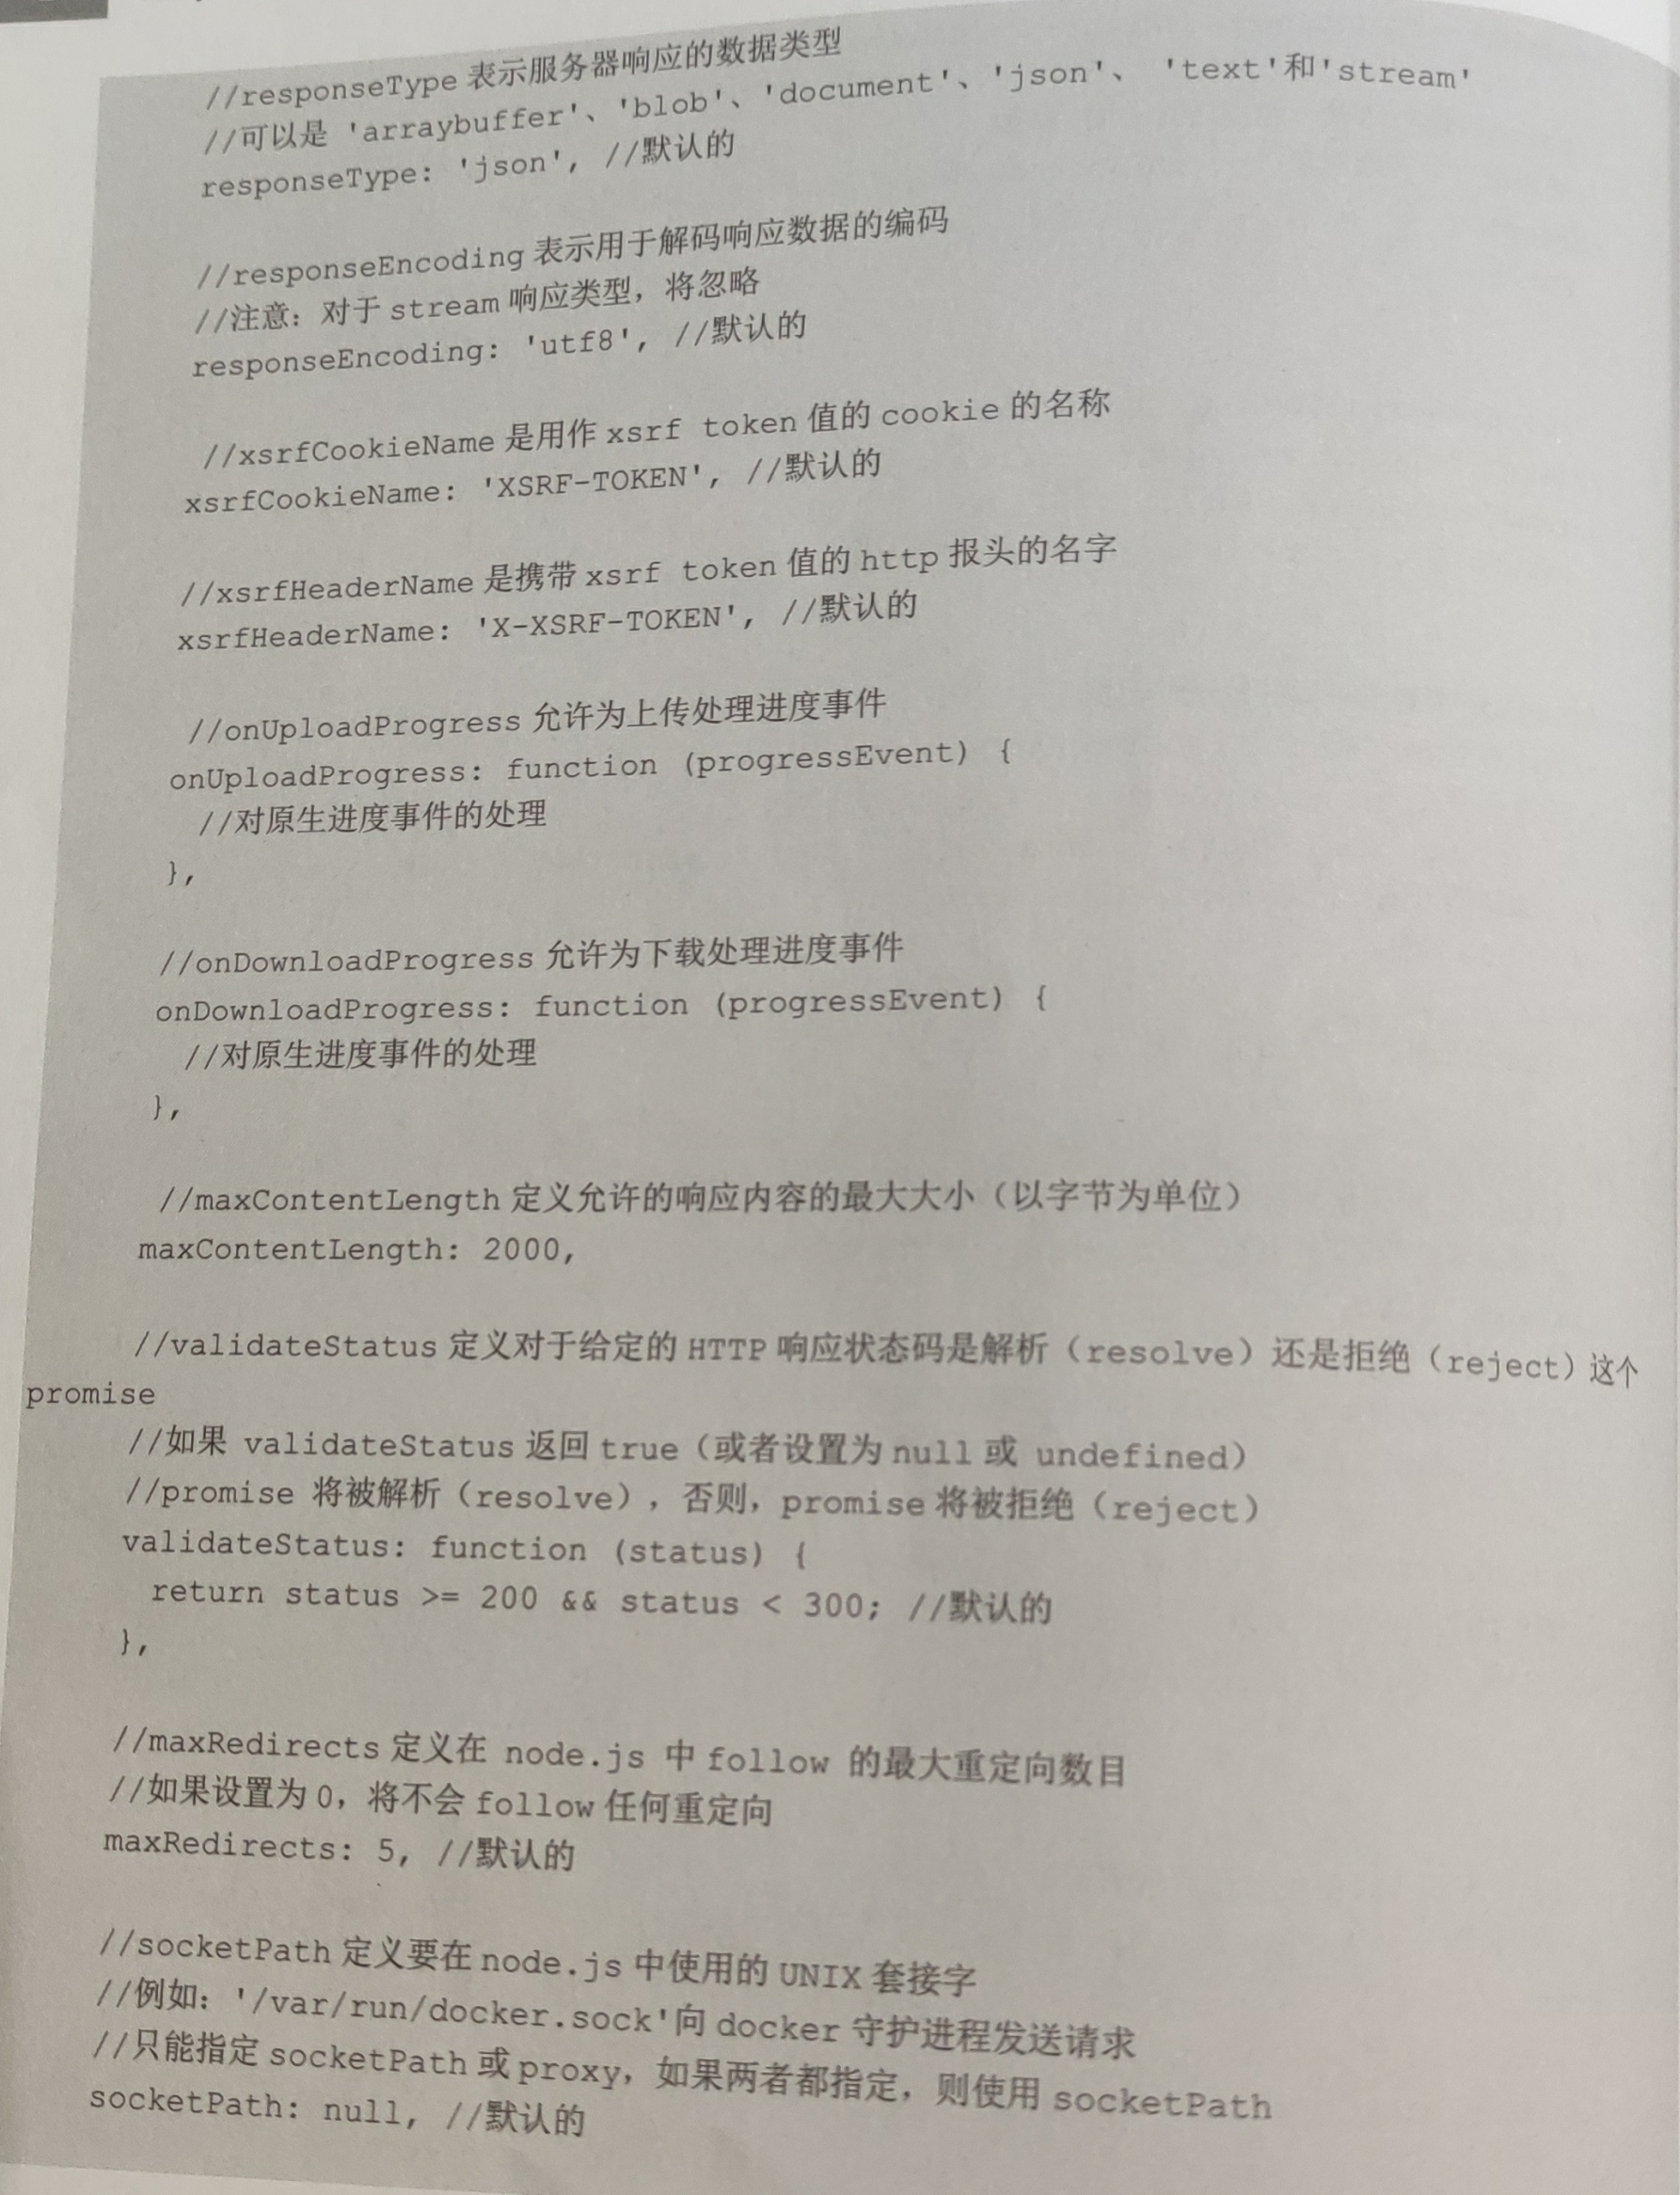 //responseType 表示服务器响应的数据类型
//可以是 'arraybuffer'、'blob'、'document'、'json'、 'text'和'stream'
responseType: 'json', //默认的
//responseEncoding 表示用于解码响应数据的编码
//注意：对于 stream 响应类型，将忽略
responseEncoding: 'utf8', //默认的
//xsrfCookieName 是用作 xsrf token 值的 cookie 的名称
xsrfCookieName: 'XSRF-TOKEN', //默认的
//xsrfHeaderName 是携带 xsrf token 值的 http 报头的名字
xsrfHeaderName: 'X-XSRF-TOKEN', //默认的
//onUploadProgress 允许为上传处理进度事件
onUploadProgress: function (progressEvent) {
//对原生进度事件的处理
},
//onDownloadProgress 允许为下载处理进度事件
onDownloadProgress: function (progressEvent) {
//对原生进度事件的处理
},
//maxContentLength 定义允许的响应内容的最大大小（以字节为单位）
maxContentLength: 2000,
//validateStatus 定义对于给定的 HTTP 响应状态码是解析（resolve）还是拒绝（reject）这个
promise
//如果 validateStatus 返回 true（或者设置为 null 或 undefined）
//promise 将被解析（resolve），否则，promise 将被拒绝（reject）
validateStatus: function (status) {
return status >= 200 && status < 300; //默认的
},
//maxRedirects 定义在 node.js 中 follow 的最大重定向数目
//如果设置为 0，将不会 follow 任何重定向
maxRedirects: 5, //默认的
//socketPath 定义要在 node.js 中使用的 UNIX 套接字
//例如：'/var/run/docker.sock'向 docker 守护进程发送请求
//只能指定 socketPath 或 proxy，如果两者都指定，则使用 socketPath
socketPath: null, //默认的